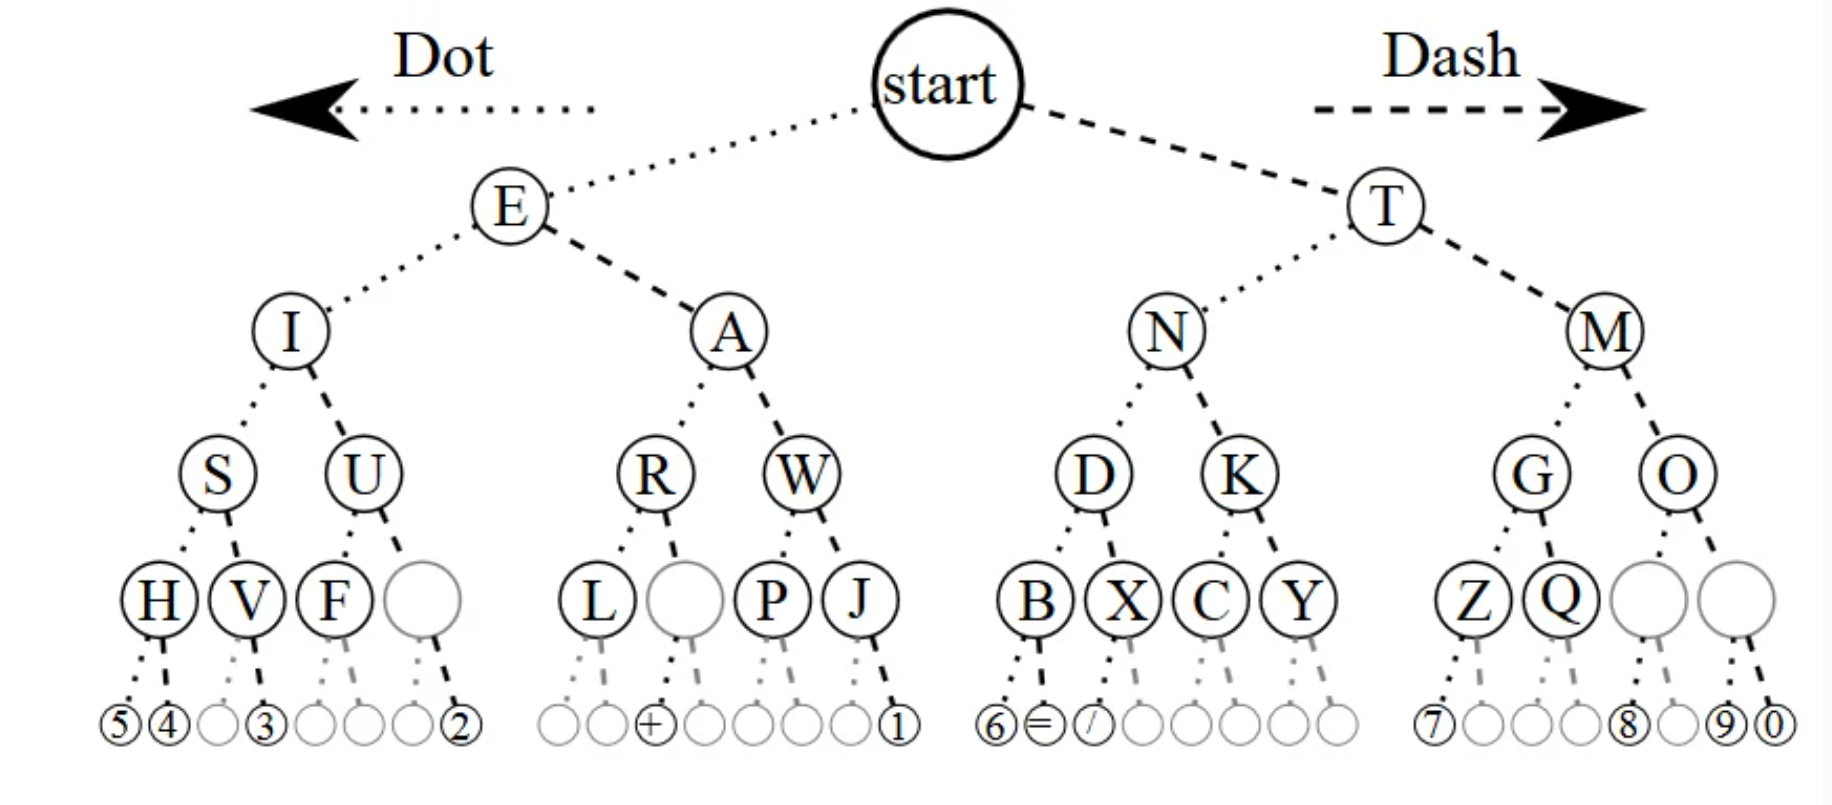 Dot start Dash
E T
I A N M
S U R W D K G O
H V F L P J B X C Y Z Q
5 4 3 2 + 1 6 = / 7 8 9 0